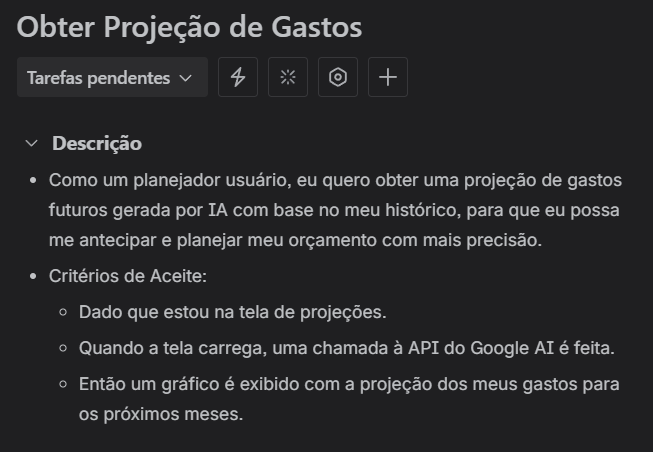 Obter Projeção de Gastos
Tarefas pendentes
Descrição
Como um planejador usuário, eu quero obter uma projeção de gastos
futuros gerada por IA com base no meu histórico, para que eu possa
me antecipar e planejar meu orçamento com mais precisão.
Critérios de Aceite:
Dado que estou na tela de projeções.
Quando a tela carrega, uma chamada à API do Google AI é feita.
Então um gráfico é exibido com a projeção dos meus gastos para
os próximos meses.